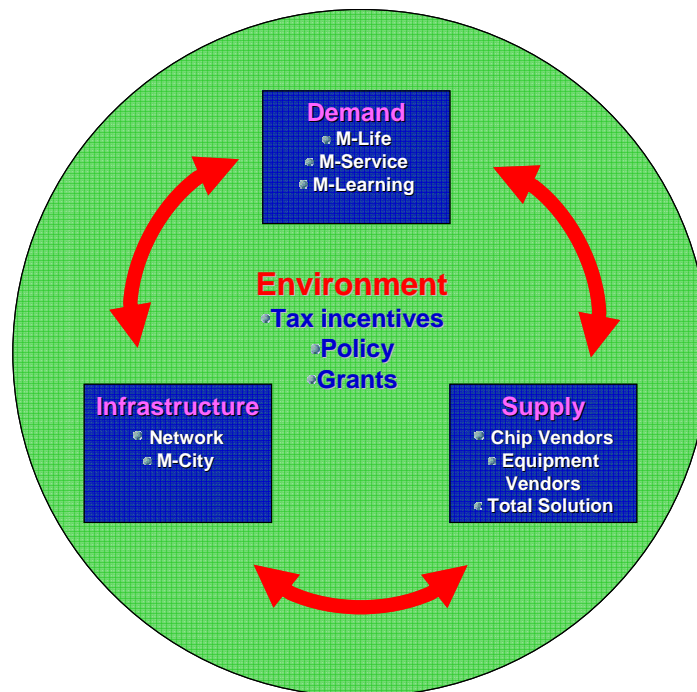 Demand
M-Life
M-Service
M-Learning
Environment
Tax incentives
Policy
Grants
Infrastructure
Network
M-City
Supply
Chip Vendors
Equipment
Vendors
Total Solution